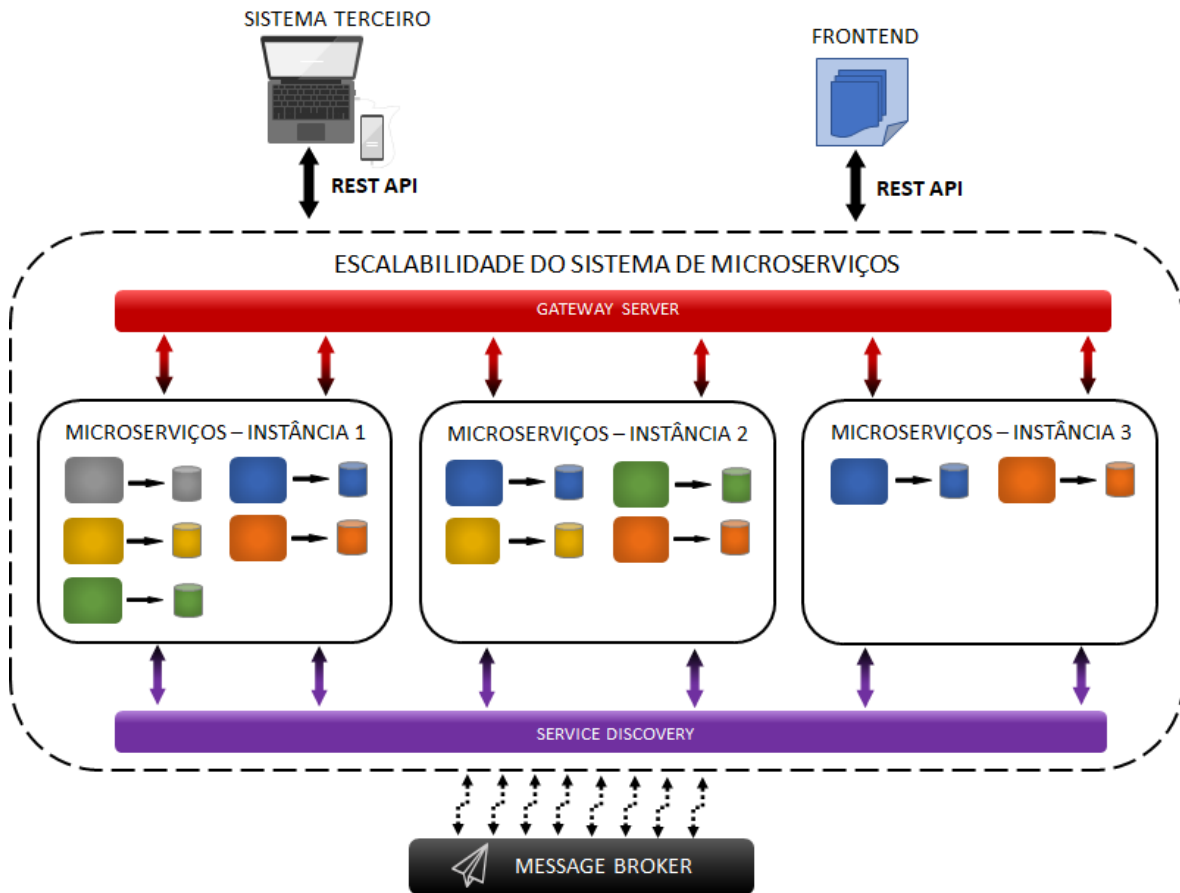 SISTEMA TERCEIRO
FRONTEND
REST API
REST API
ESCALABILIDADE DO SISTEMA DE MICROSERVIÇOS
GATEWAY SERVER
MICROSERVIÇOS – INSTÂNCIA 1
MICROSERVIÇOS – INSTÂNCIA 2
MICROSERVIÇOS – INSTÂNCIA 3
SERVICE DISCOVERY
MESSAGE BROKER